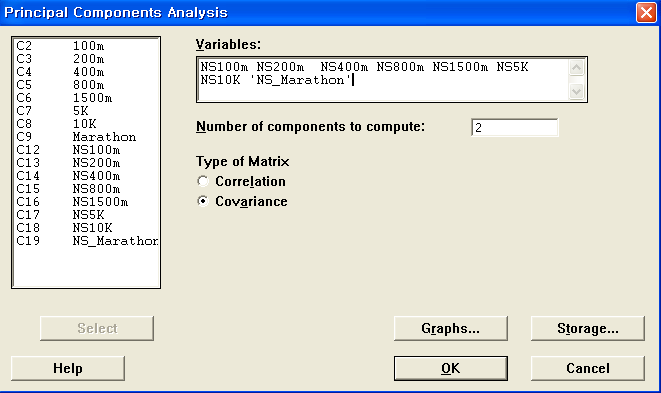 Principal Components Analysis
C2 100m
C3 200m
C4 400m
C5 800m
C6 1500m
C7 5K
C8 10K
C9 Marathon
C12 NS100m
C13 NS200m
C14 NS400m
C15 NS800m
C16 NS1500m
C17 NS5K
C18 NS10K
C19 NS_Marathon
Variables:
NS100m NS200m NS400m NS800m NS1500m NS5K
NS10K 'NS_Marathon'
Number of components to compute: 2
Type of Matrix
Correlation
Covariance
Select
Graphs...
Storage...
Help
OK
Cancel